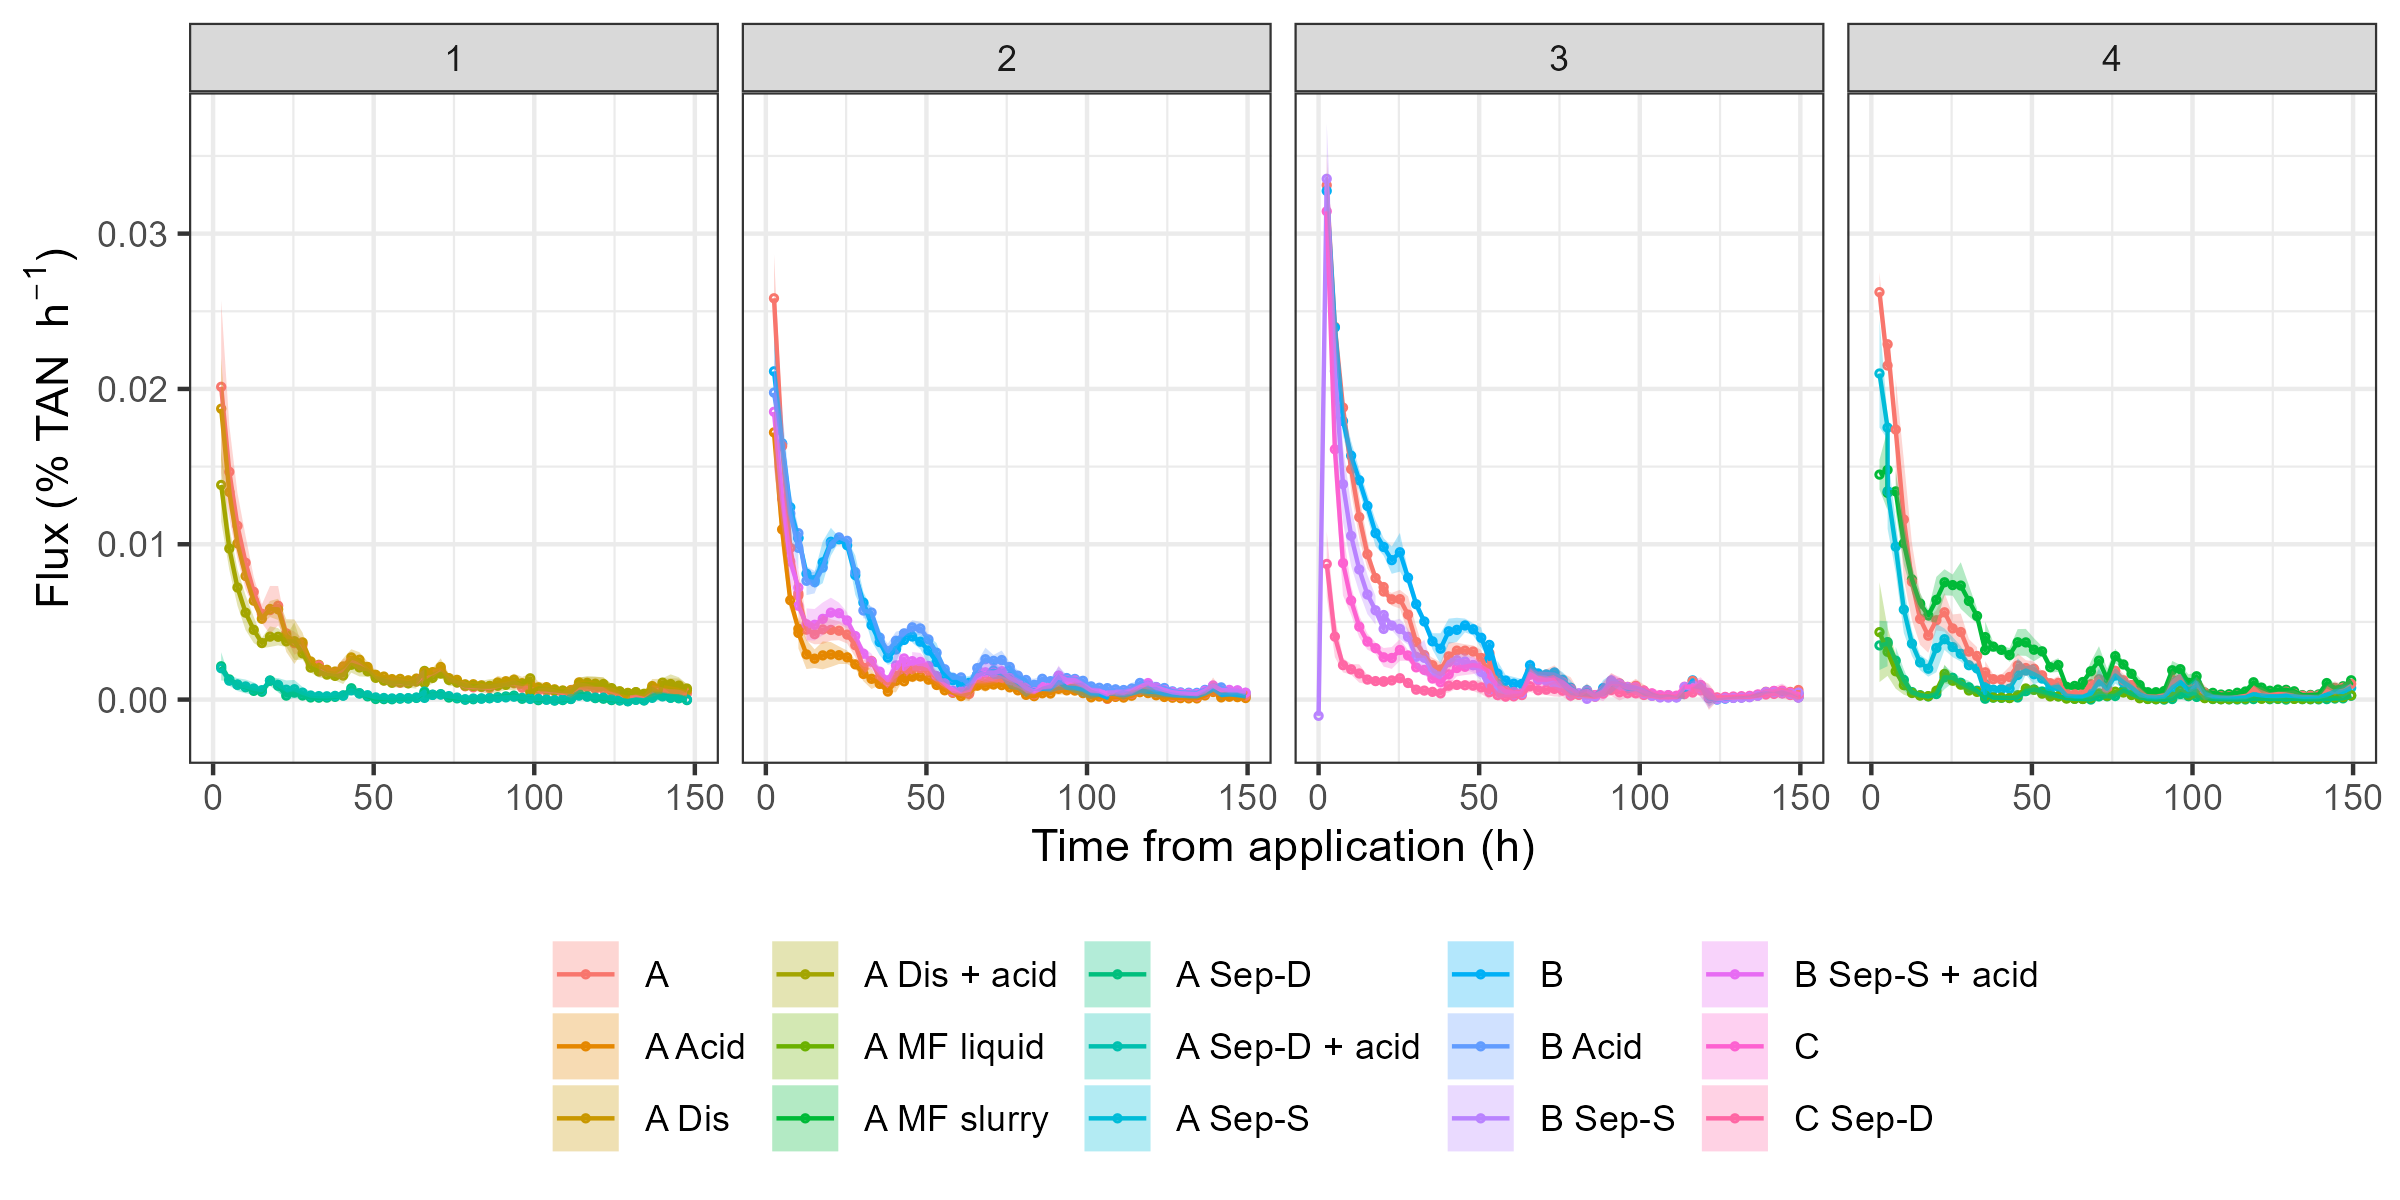 1 2 3 4
Flux (% TAN h⁻¹)
0.03
0.02
0.01
0.00
0 50 100 150 0 50 100 150 0 50 100 150 0 50 100 150
Time from application (h)
A A Dis + acid A Sep-D B B Sep-S + acid
A Acid A MF liquid A Sep-D + acid B Acid C
A Dis A MF slurry A Sep-S B Sep-S C Sep-D